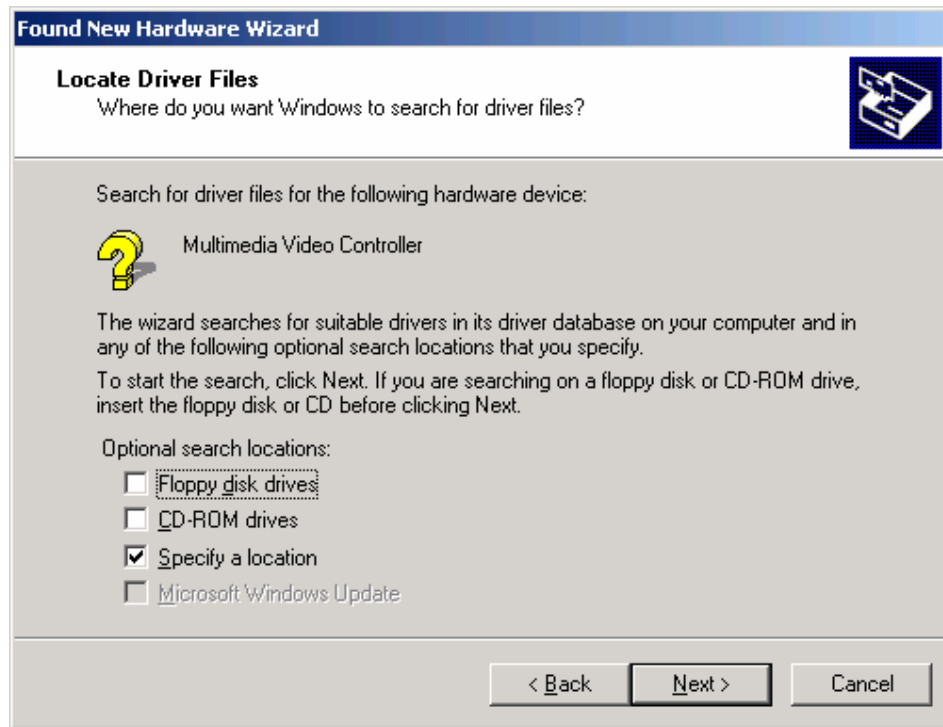 Found New Hardware Wizard
Locate Driver Files
Where do you want Windows to search for driver files?
Search for driver files for the following hardware device:
Multimedia Video Controller
The wizard searches for suitable drivers in its driver database on your computer and in
any of the following optional search locations that you specify.
To start the search, click Next. If you are searching on a floppy disk or CD-ROM drive,
insert the floppy disk or CD before clicking Next.
Optional search locations:
Floppy disk drives
CD-ROM drives
Specify a location
Microsoft Windows Update
< Back Next > Cancel